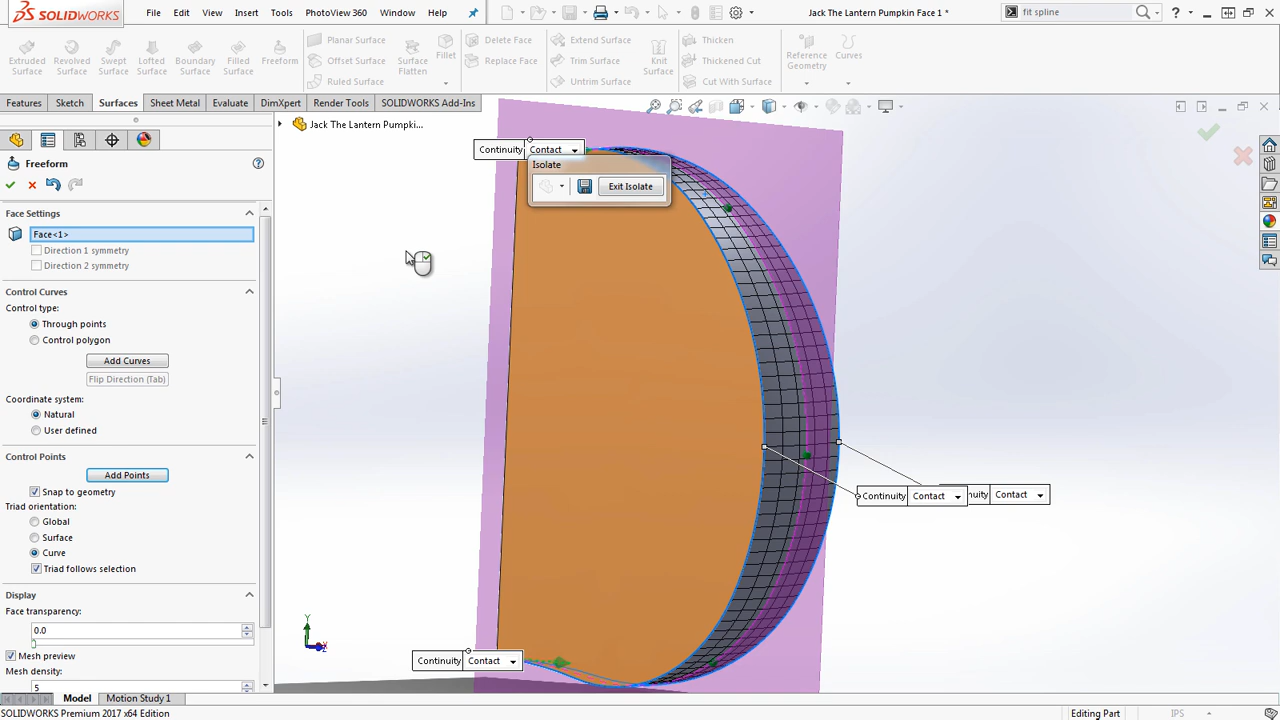 SOLIDWORKS File Edit View Insert Tools PhotoView 360 Window Help Jack The Lantern Pumpkin Face 1 * fit spline
Extruded Surface Revolved Surface Swept Surface Lofted Surface Boundary Surface Filled Surface Freeform
Planar Surface
Offset Surface
Ruled Surface
Surface Flatten Fillet
Delete Face
Replace Face
Extend Surface
Trim Surface
Untrim Surface
Knit Surface
Thicken
Thickened Cut
Cut With Surface
Reference Geometry Curves
Features Sketch Surfaces Sheet Metal Evaluate DimXpert Render Tools SOLIDWORKS Add-Ins
Jack The Lantern Pumpki...
Freeform
Face Settings
Face<1>
Direction 1 symmetry
Direction 2 symmetry
Control Curves
Control type:
Through points
Control polygon
Add Curves
Flip Direction (Tab)
Coordinate system:
Natural
User defined
Control Points
Add Points
Snap to geometry
Triad orientation:
Global
Surface
Curve
Triad follows selection
Display
Face transparency:
0.0
Mesh preview
Mesh density:
5
Continuity Contact
Isolate
Exit Isolate
Continuity Contact
nuity Contact
Continuity Contact
Y
X
Model Motion Study 1
SOLIDWORKS Premium 2017 x64 Edition Editing Part IPS